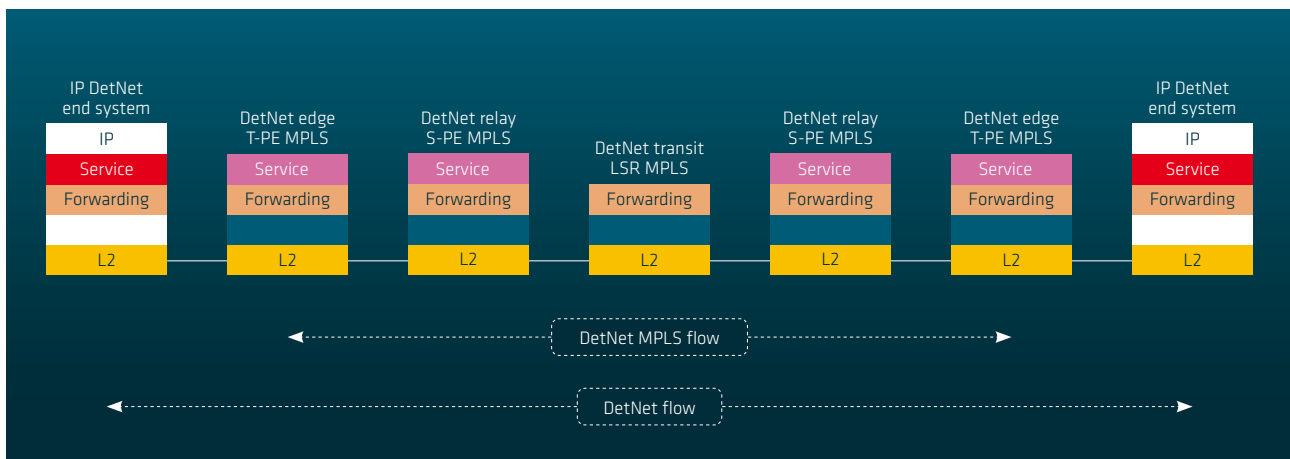 IP DetNet
end system
IP
Service
Forwarding
L2
DetNet edge
T-PE MPLS
Service
Forwarding
L2
DetNet relay
S-PE MPLS
Service
Forwarding
L2
DetNet transit
LSR MPLS
Forwarding
L2
DetNet relay
S-PE MPLS
Service
Forwarding
L2
DetNet edge
T-PE MPLS
Service
Forwarding
L2
IP DetNet
end system
IP
Service
Forwarding
L2
DetNet MPLS flow
DetNet flow